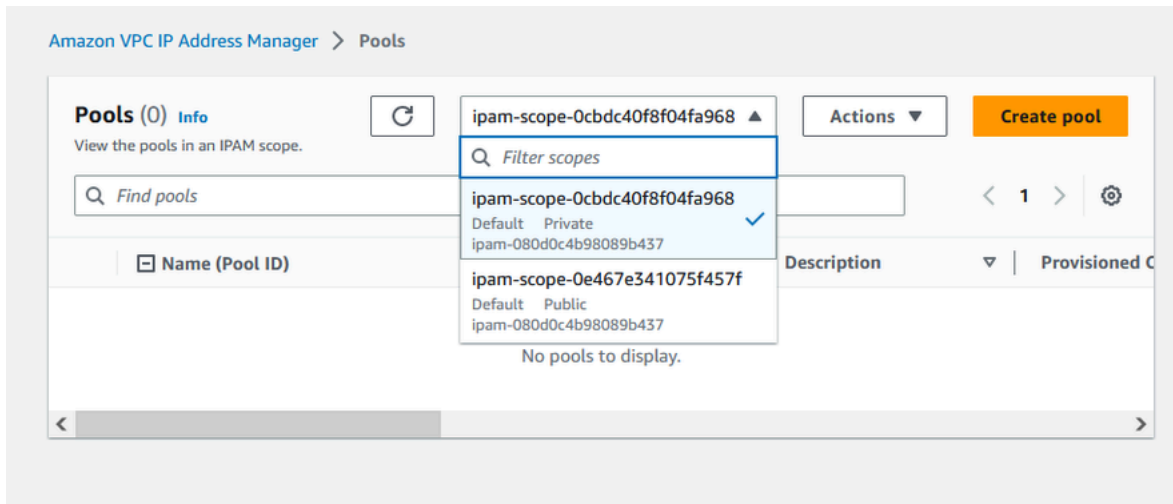 Amazon VPC IP Address Manager > Pools
Pools (0) Info
View the pools in an IPAM scope.
ipam-scope-0cbdc40f8f04fa968
Actions
Create pool
Filter scopes
Find pools
1
ipam-scope-0cbdc40f8f04fa968
Default Private
ipam-080d0c4b98089b437
ipam-scope-0e467e341075f457f
Default Public
ipam-080d0c4b98089b437
Name (Pool ID)
Description
Provisioned C
No pools to display.